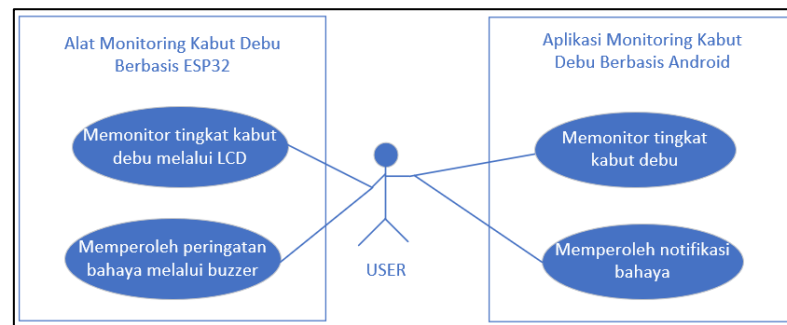 Alat Monitoring Kabut Debu
Berbasis ESP32
Memonitor tingkat kabut
debu melalui LCD
Memperoleh peringatan
bahaya melalui buzzer
USER
Aplikasi Monitoring Kabut
Debu Berbasis Android
Memonitor tingkat
kabut debu
Memperoleh notifikasi
bahaya